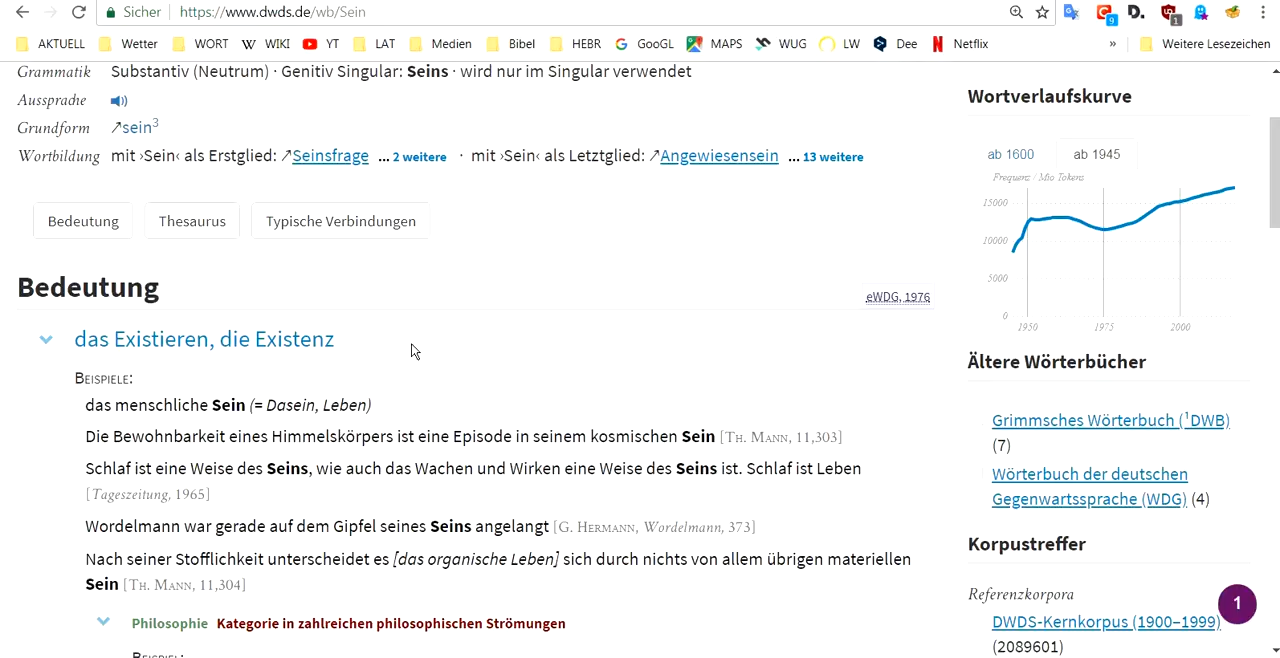 Sicher https://www.dwds.de/wb/Sein
9 D. 1
AKTUELL Wetter WORT W WIKI YT LAT Medien Bibel HEBR GooGL MAPS WUG LW Dee Netflix » Weitere Lesezeichen
Grammatik Substantiv (Neutrum) · Genitiv Singular: Seins · wird nur im Singular verwendet
Aussprache
Grundform ↗sein³
Wortbildung mit ›Sein‹ als Erstglied: ↗Seinsfrage ... 2 weitere · mit ›Sein‹ als Letztglied: ↗Angewiesensein ... 13 weitere
Bedeutung Thesaurus Typische Verbindungen
Bedeutung
eWDG, 1976
das Existieren, die Existenz
BEISPIELE:
das menschliche Sein (= Dasein, Leben)
Die Bewohnbarkeit eines Himmelskörpers ist eine Episode in seinem kosmischen Sein [TH. MANN, 11,303]
Schlaf ist eine Weise des Seins, wie auch das Wachen und Wirken eine Weise des Seins ist. Schlaf ist Leben
[Tageszeitung, 1965]
Wordelmann war gerade auf dem Gipfel seines Seins angelangt [G. HERMANN, Wordelmann, 373]
Nach seiner Stofflichkeit unterscheidet es [das organische Leben] sich durch nichts von allem übrigen materiellen
Sein [TH. MANN, 11,304]
Philosophie Kategorie in zahlreichen philosophischen Strömungen
BEISPIEL:
Wortverlaufskurve
ab 1600 ab 1945
Frequenz / Mio Tokens
15000
10000
5000
0
1950 1975 2000
Ältere Wörterbücher
Grimmsches Wörterbuch (¹DWB)
(7)
Wörterbuch der deutschen
Gegenwartssprache (WDG) (4)
Korpustreffer
Referenzkorpora
1
DWDS-Kernkorpus (1900–1999)
(2089601)